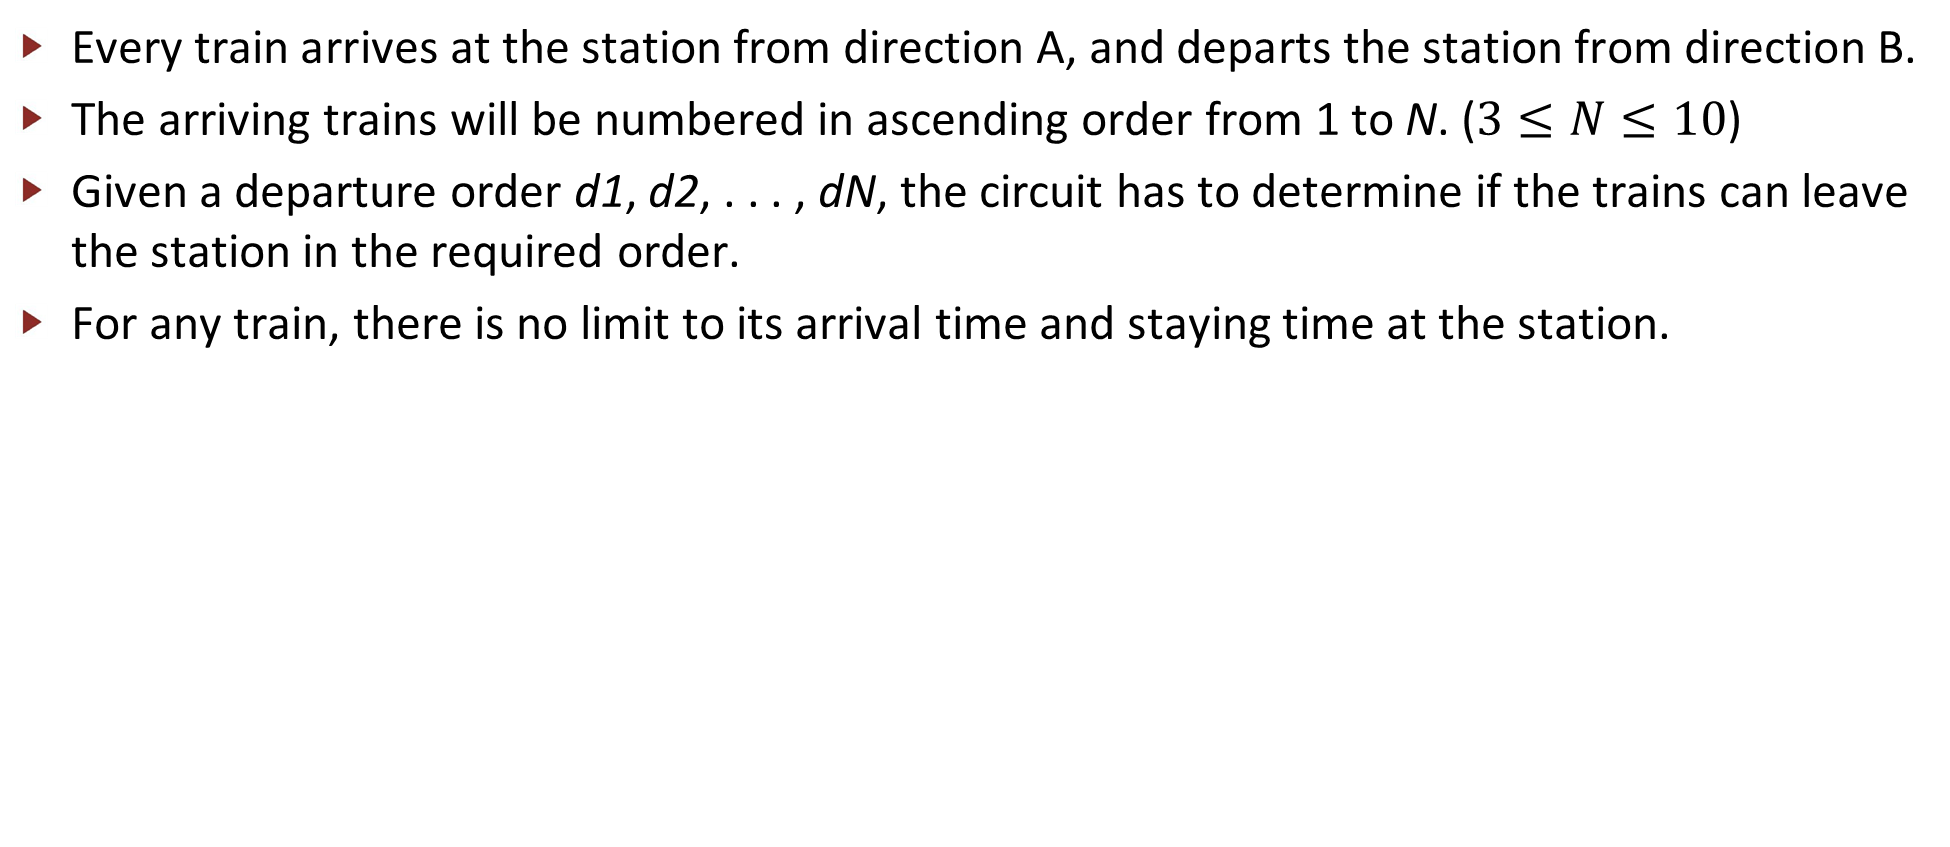 Every train arrives at the station from direction A, and departs the station from direction B.
The arriving trains will be numbered in ascending order from 1 to N. (3 ≤ N ≤ 10)
Given a departure order d1, d2, . . . , dN, the circuit has to determine if the trains can leave
the station in the required order.
For any train, there is no limit to its arrival time and staying time at the station.